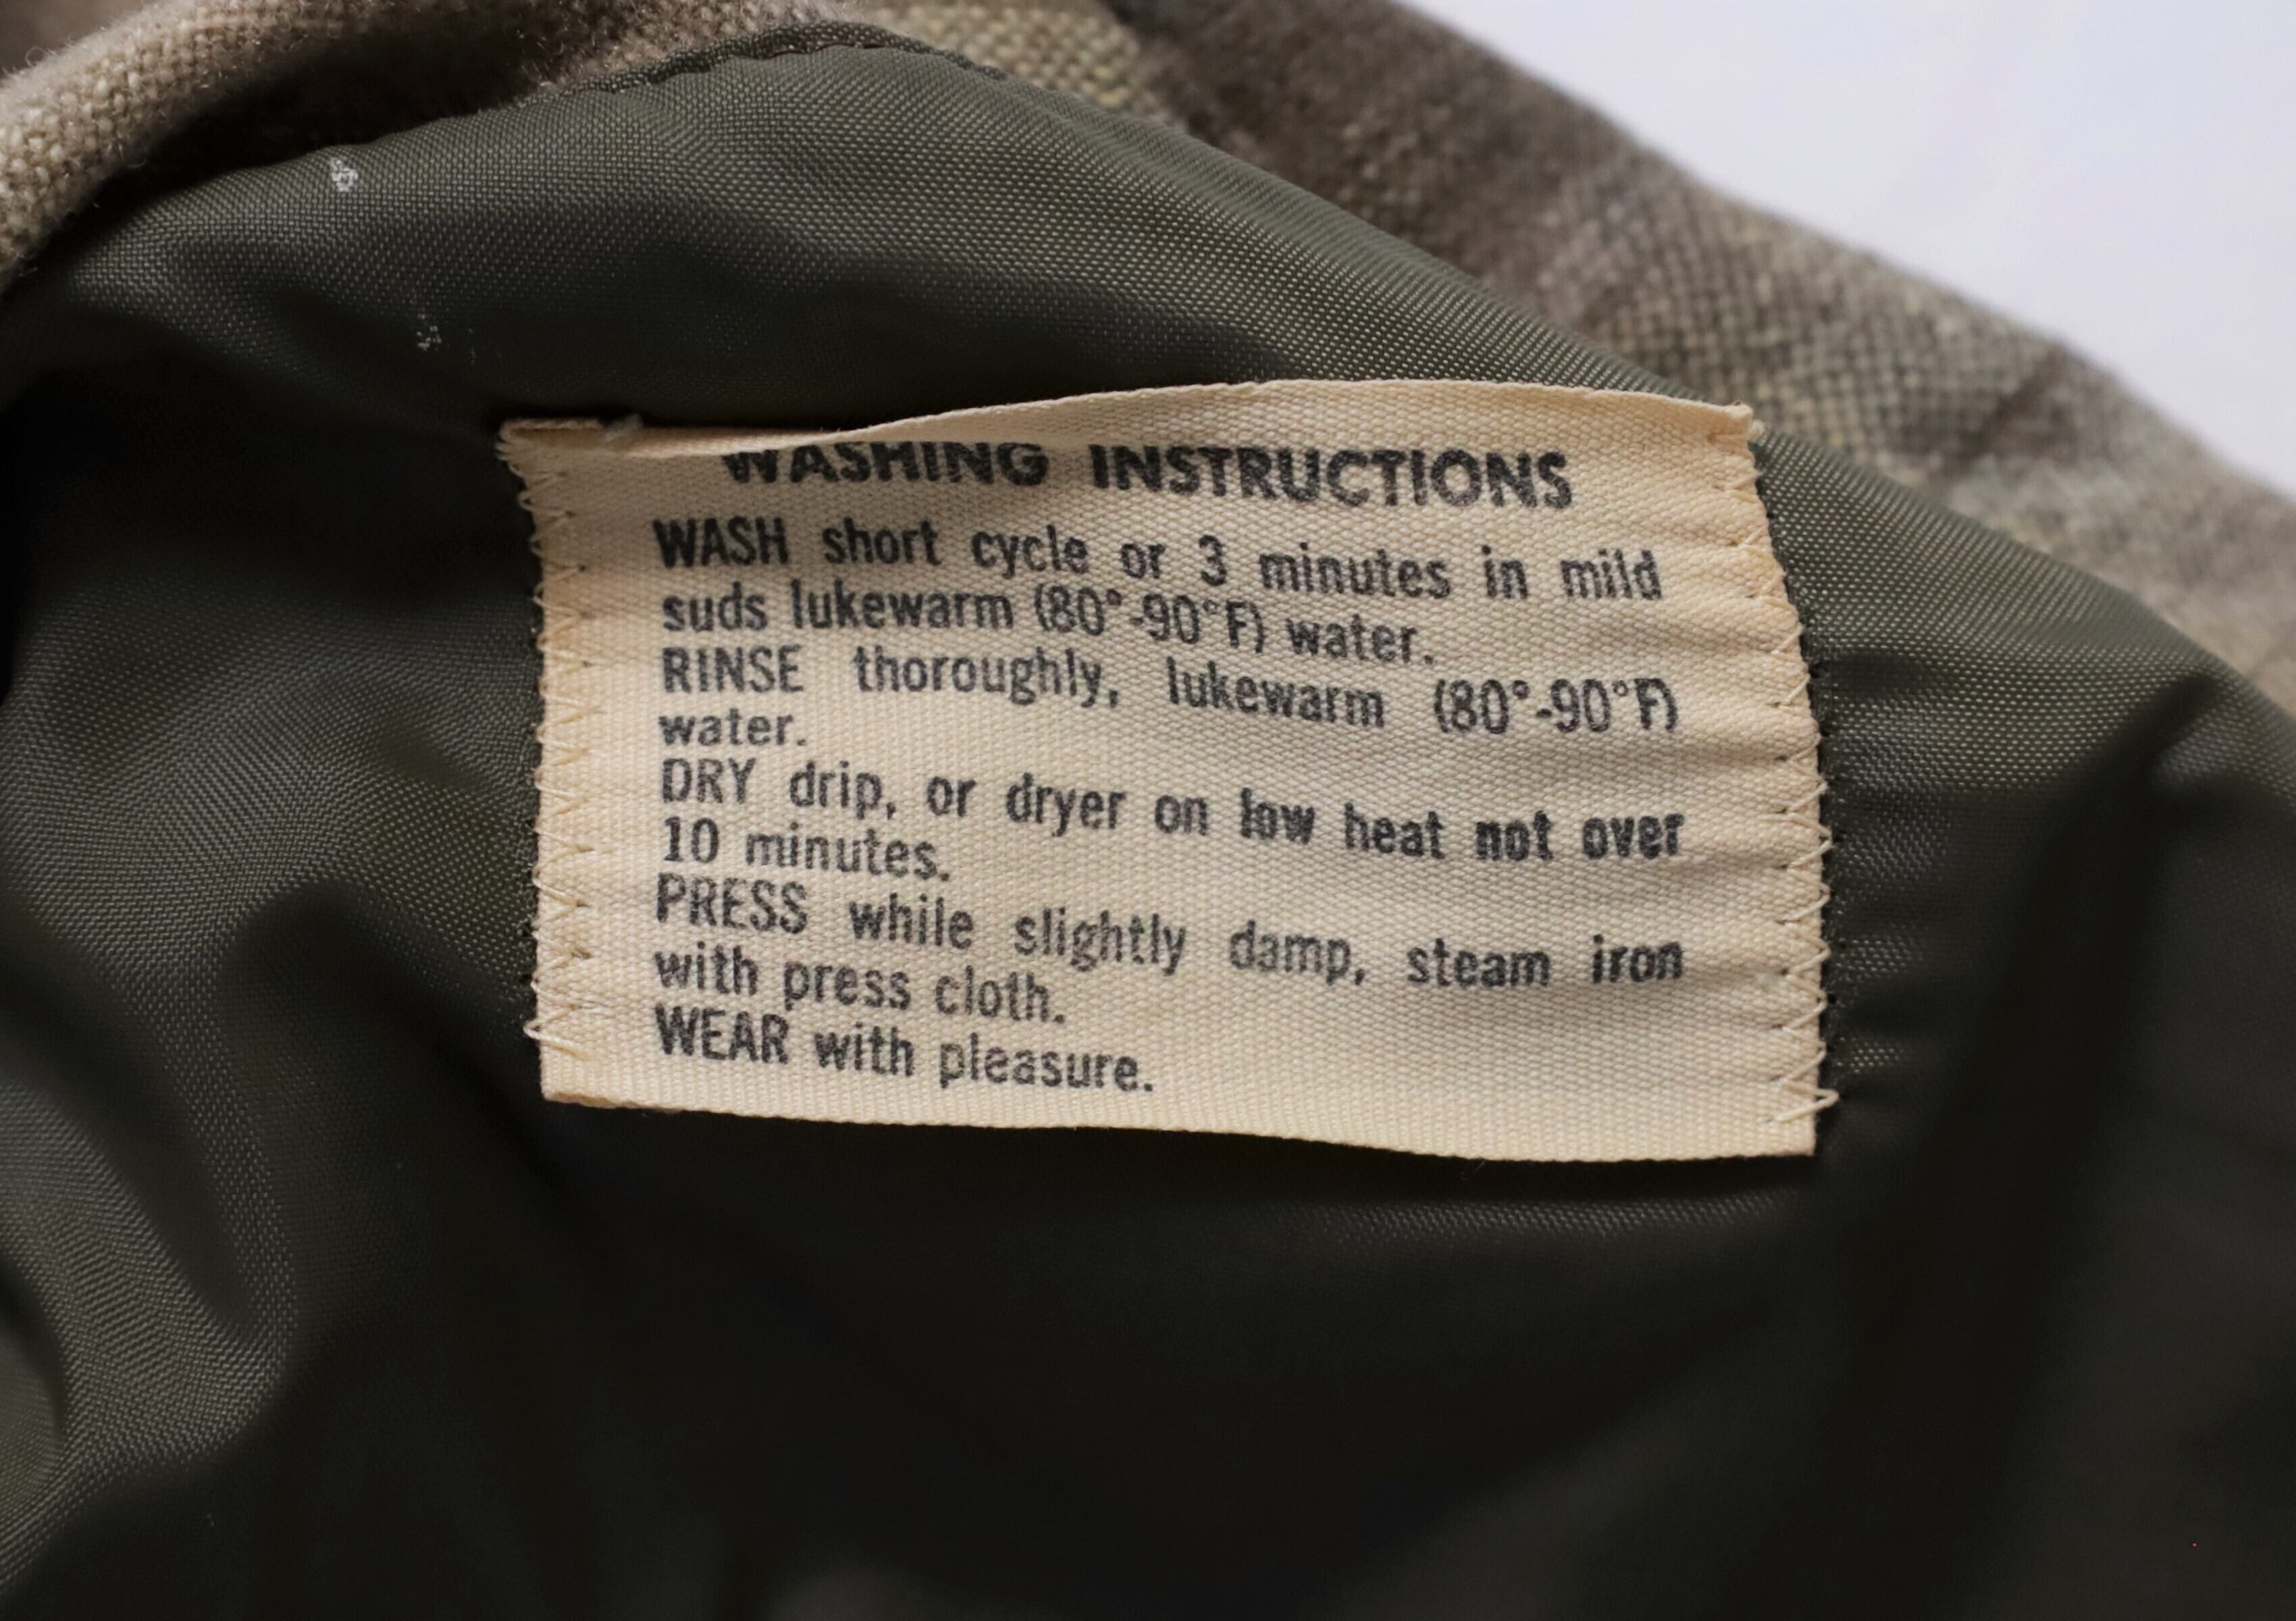 WASHING INSTRUCTIONS
WASH short cycle or 3 minutes in mild
suds lukewarm (80°-90°F) water.
RINSE thoroughly, lukewarm (80°-90°F)
water.
DRY drip, or dryer on low heat not over
10 minutes.
PRESS while slightly damp, steam iron
with press cloth.
WEAR with pleasure.